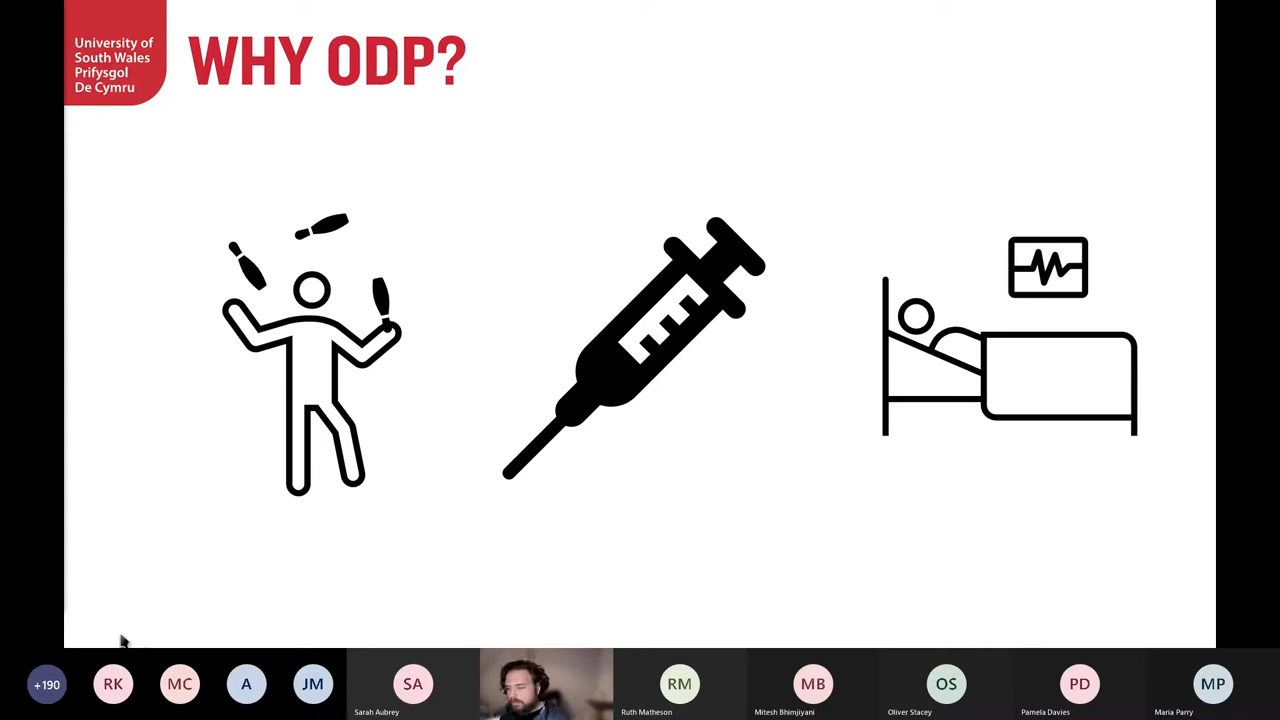 University of
South Wales
Prifysgol
De Cymru
WHY ODP?
+190
RK
MC
A
JM
SA
Sarah Aubrey
RM
Ruth Matheson
MB
Mitesh Bhimjiyani
OS
Oliver Stacey
PD
Pamela Davies
MP
Maria Parry